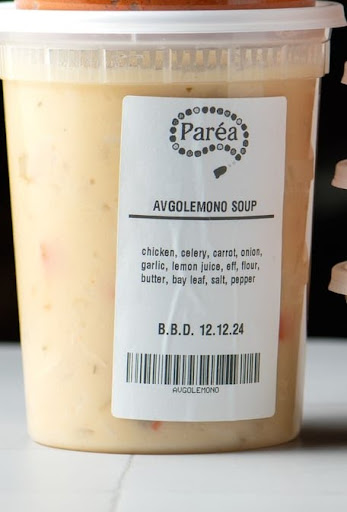 Paréa
AVGOLEMONO SOUP
chicken, celery, carrot, onion,
garlic, lemon juice, eff, flour,
butter, bay leaf, salt, pepper
B.B.D. 12.12.24
AVGOLEMONO